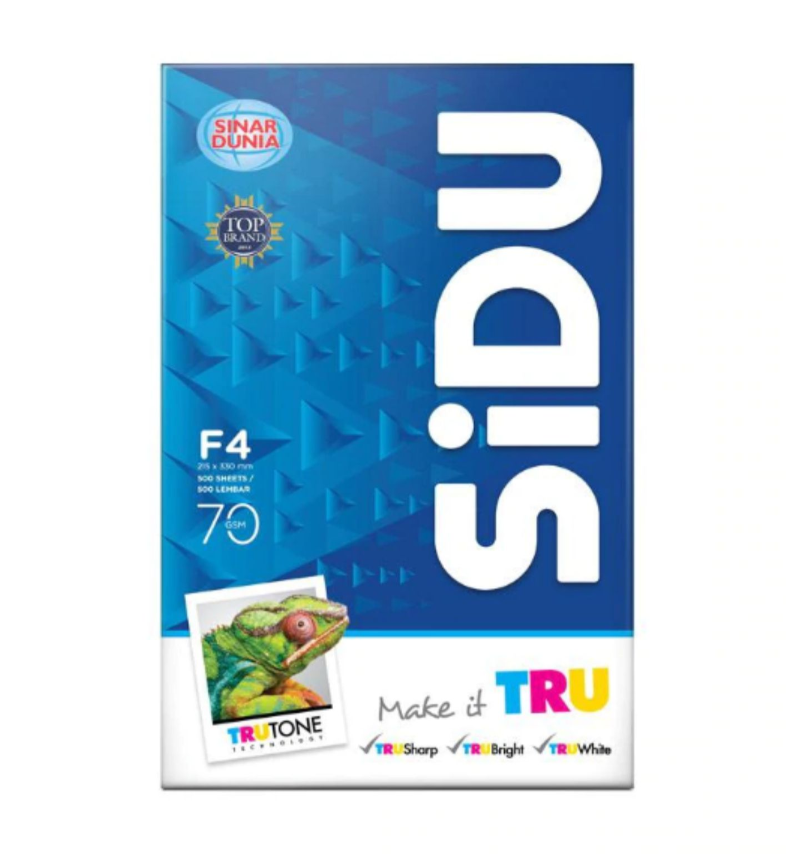 SINAR
DUNIA
TOP
BRAND
SiDU
F4
215 x 330 mm
500 SHEETS /
500 LEMBAR
70
GSM
TRUTONE
TECHNOLOGY
Make it TRU
TRUSharp TRUBright TRUWhite